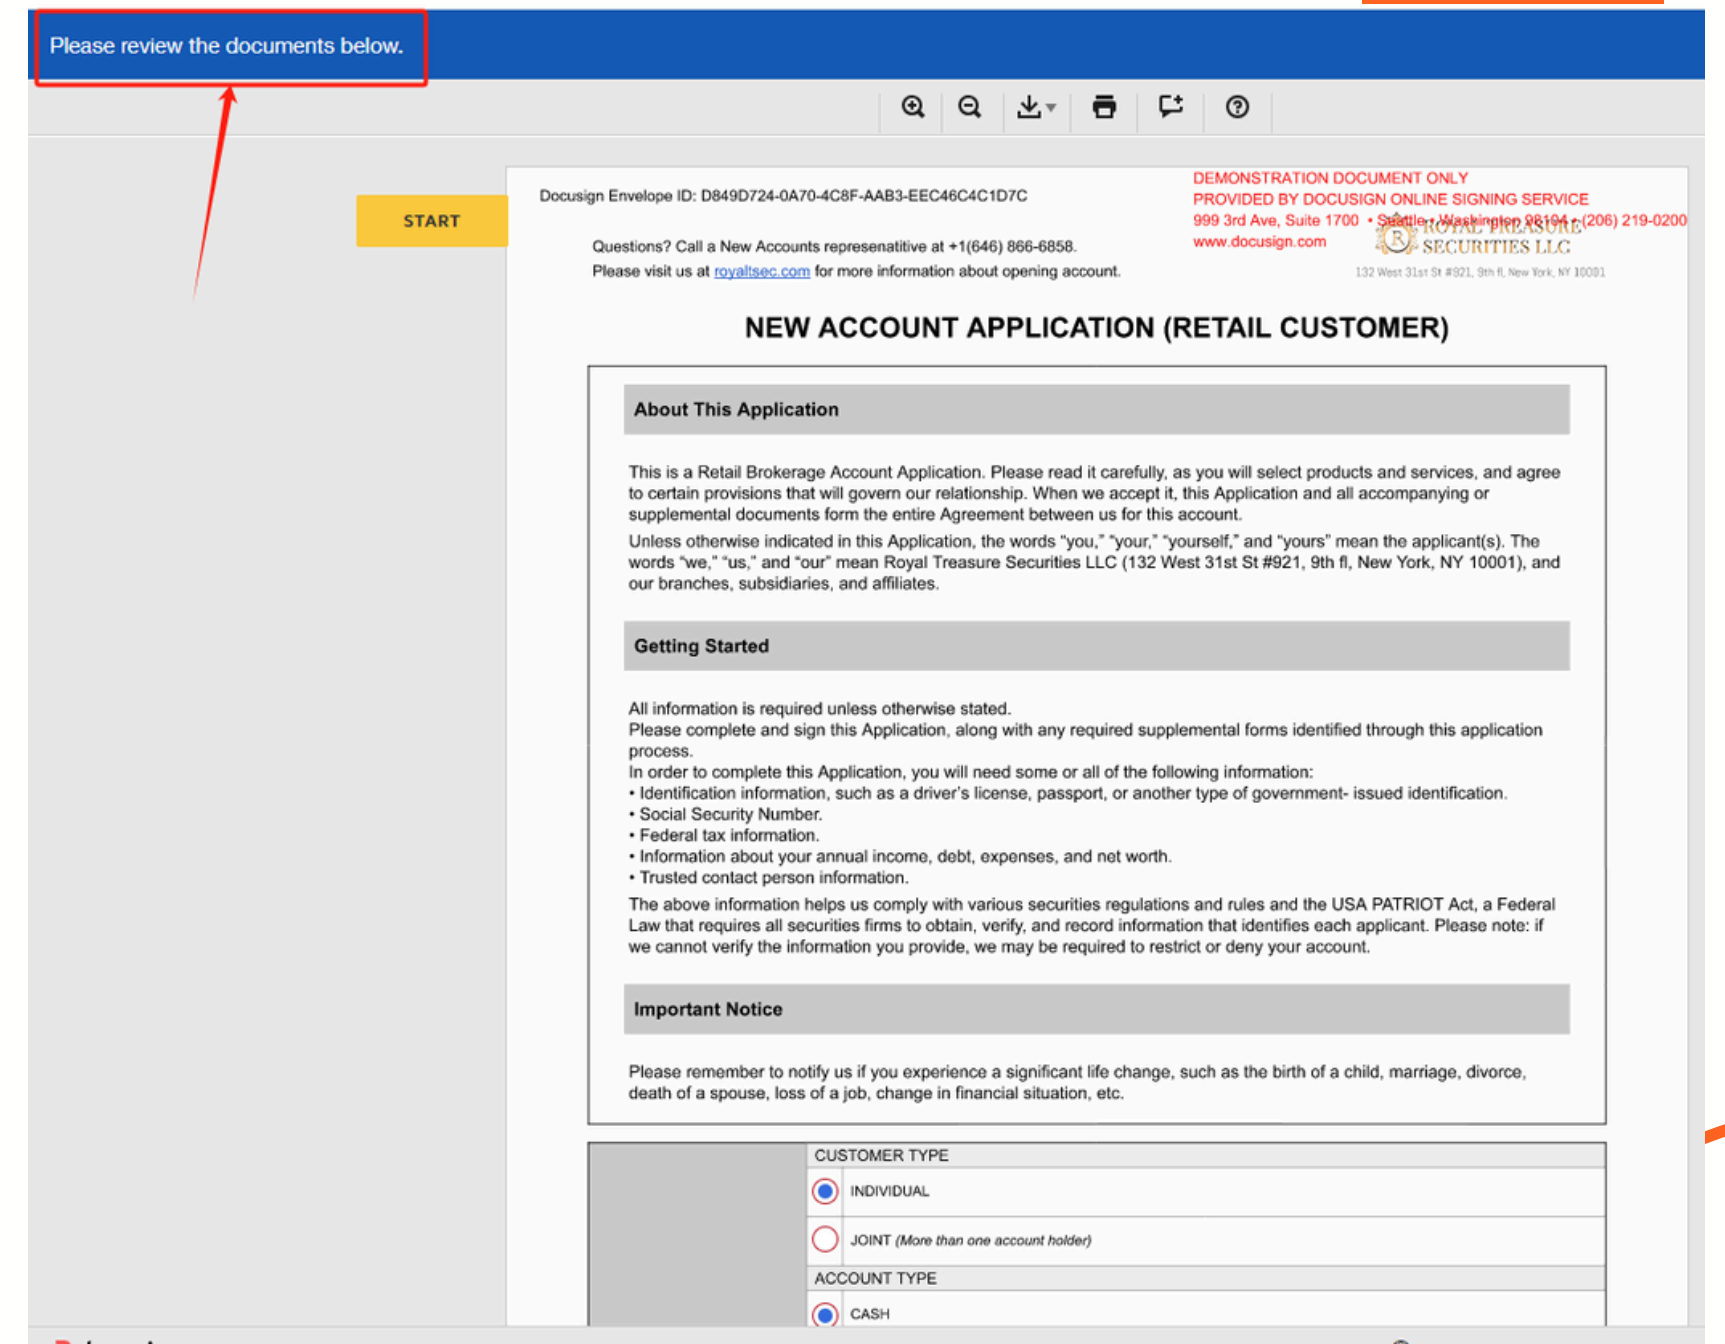 Please review the documents below.
START
Docusign Envelope ID: D849D724-0A70-4C8F-AAB3-EEC46C4C1D7C
DEMONSTRATION DOCUMENT ONLY
PROVIDED BY DOCUSIGN ONLINE SIGNING SERVICE
999 3rd Ave, Suite 1700 • Seattle • Washington 98104 • (206) 219-0200
www.docusign.com
R ROYAL TREASURE
SECURITIES LLC
132 West 31st St #921, 9th fl, New York, NY 10001
Questions? Call a New Accounts represenatitive at +1(646) 866-6858.
Please visit us at royaltsec.com for more information about opening account.
NEW ACCOUNT APPLICATION (RETAIL CUSTOMER)
About This Application
This is a Retail Brokerage Account Application. Please read it carefully, as you will select products and services, and agree
to certain provisions that will govern our relationship. When we accept it, this Application and all accompanying or
supplemental documents form the entire Agreement between us for this account.
Unless otherwise indicated in this Application, the words “you,” “your,” “yourself,” and “yours” mean the applicant(s). The
words “we,” “us,” and “our” mean Royal Treasure Securities LLC (132 West 31st St #921, 9th fl, New York, NY 10001), and
our branches, subsidiaries, and affiliates.
Getting Started
All information is required unless otherwise stated.
Please complete and sign this Application, along with any required supplemental forms identified through this application
process.
In order to complete this Application, you will need some or all of the following information:
• Identification information, such as a driver’s license, passport, or another type of government- issued identification.
• Social Security Number.
• Federal tax information.
• Information about your annual income, debt, expenses, and net worth.
• Trusted contact person information.
The above information helps us comply with various securities regulations and rules and the USA PATRIOT Act, a Federal
Law that requires all securities firms to obtain, verify, and record information that identifies each applicant. Please note: if
we cannot verify the information you provide, we may be required to restrict or deny your account.
Important Notice
Please remember to notify us if you experience a significant life change, such as the birth of a child, marriage, divorce,
death of a spouse, loss of a job, change in financial situation, etc.
CUSTOMER TYPE
INDIVIDUAL
JOINT (More than one account holder)
ACCOUNT TYPE
CASH